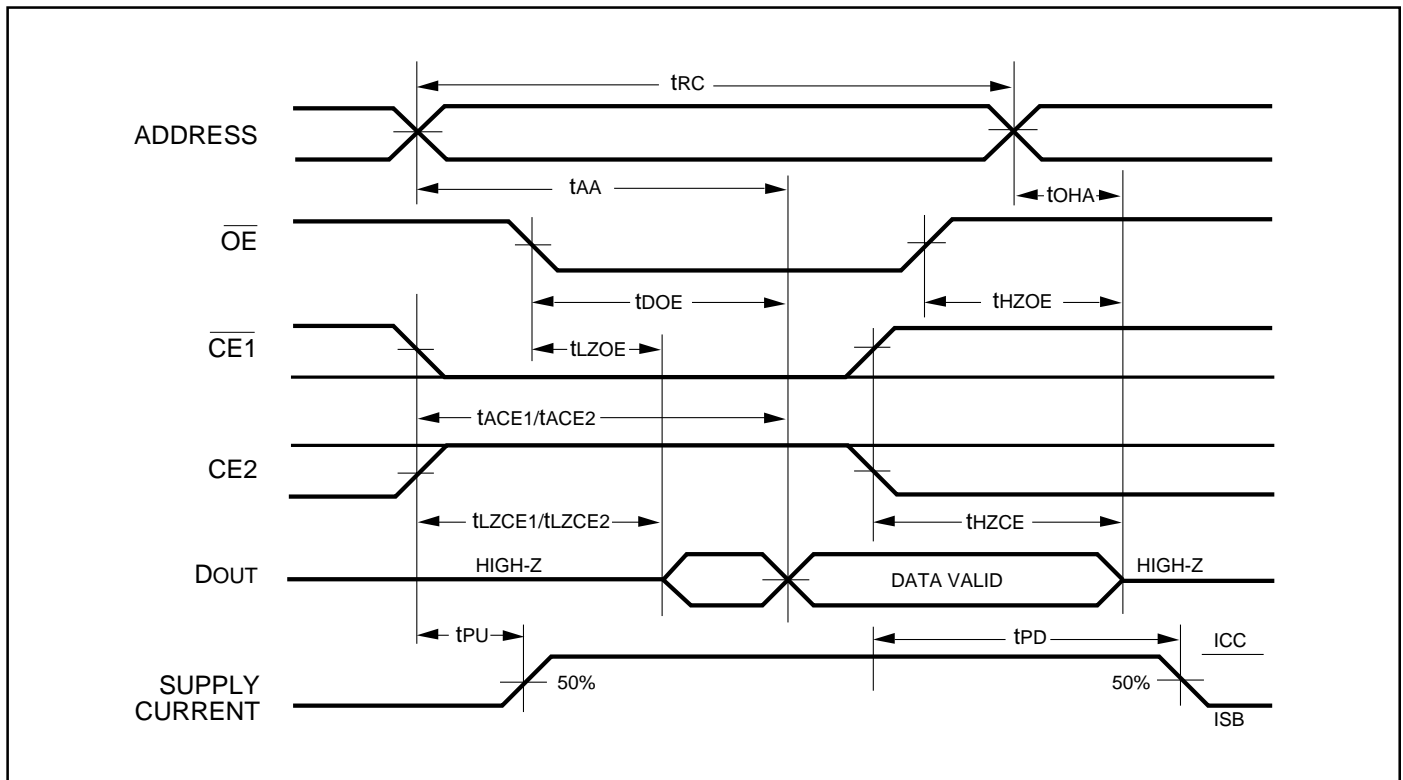 tRC
ADDRESS
tAA
tOHA
OE
tDOE
tHZOE
CE1
tLZOE
tACE1/tACE2
CE2
tLZCE1/tLZCE2
tHZCE
DOUT
HIGH-Z
DATA VALID
HIGH-Z
tPU
tPD
ICC
SUPPLY
CURRENT
50%
50%
ISB